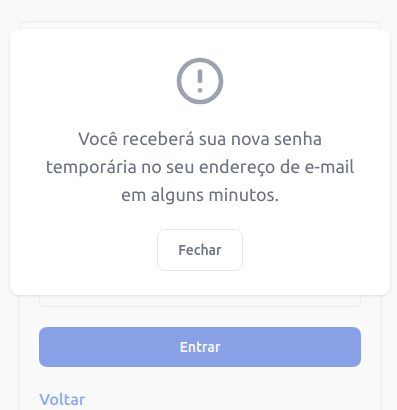 Você receberá sua nova senha
temporária no seu endereço de e-mail
em alguns minutos.
Fechar
Entrar
Voltar